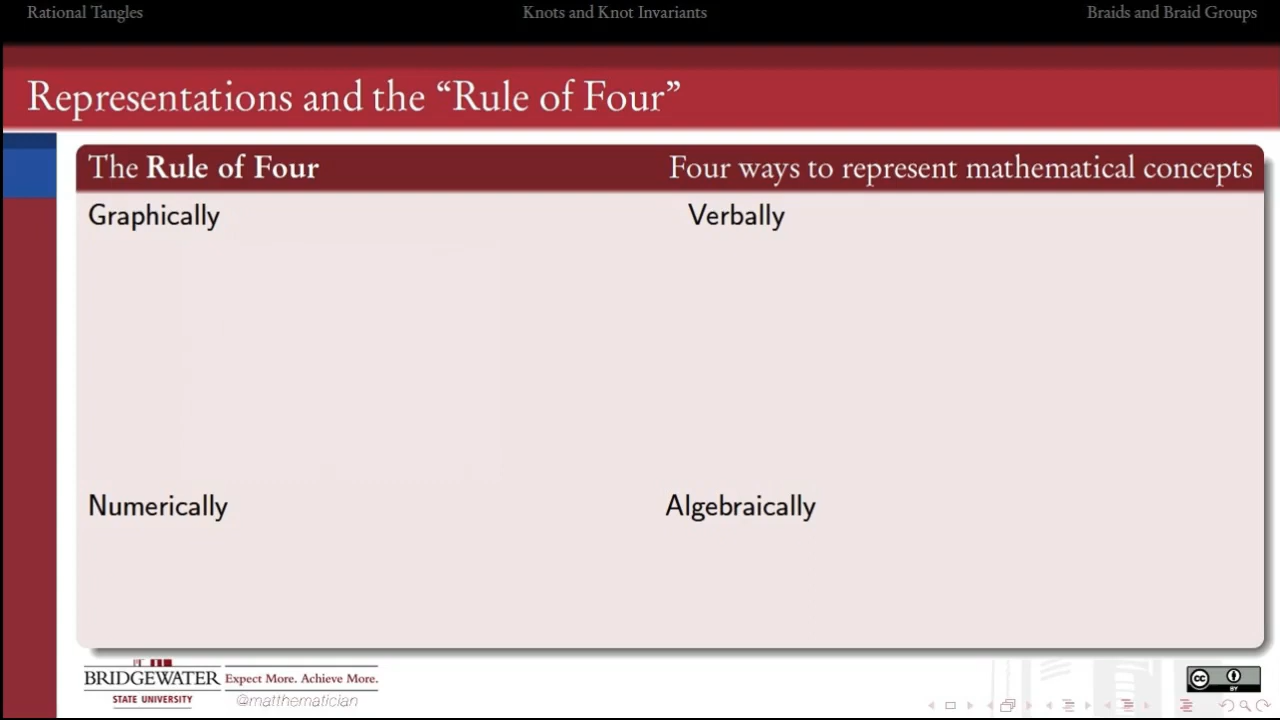 Rational Tangles Knots and Knot Invariants Braids and Braid Groups
Representations and the “Rule of Four”
The Rule of Four Four ways to represent mathematical concepts
Graphically Verbally
Numerically Algebraically
BRIDGEWATER Expect More. Achieve More.
STATE UNIVERSITY @matthematician
CC BY